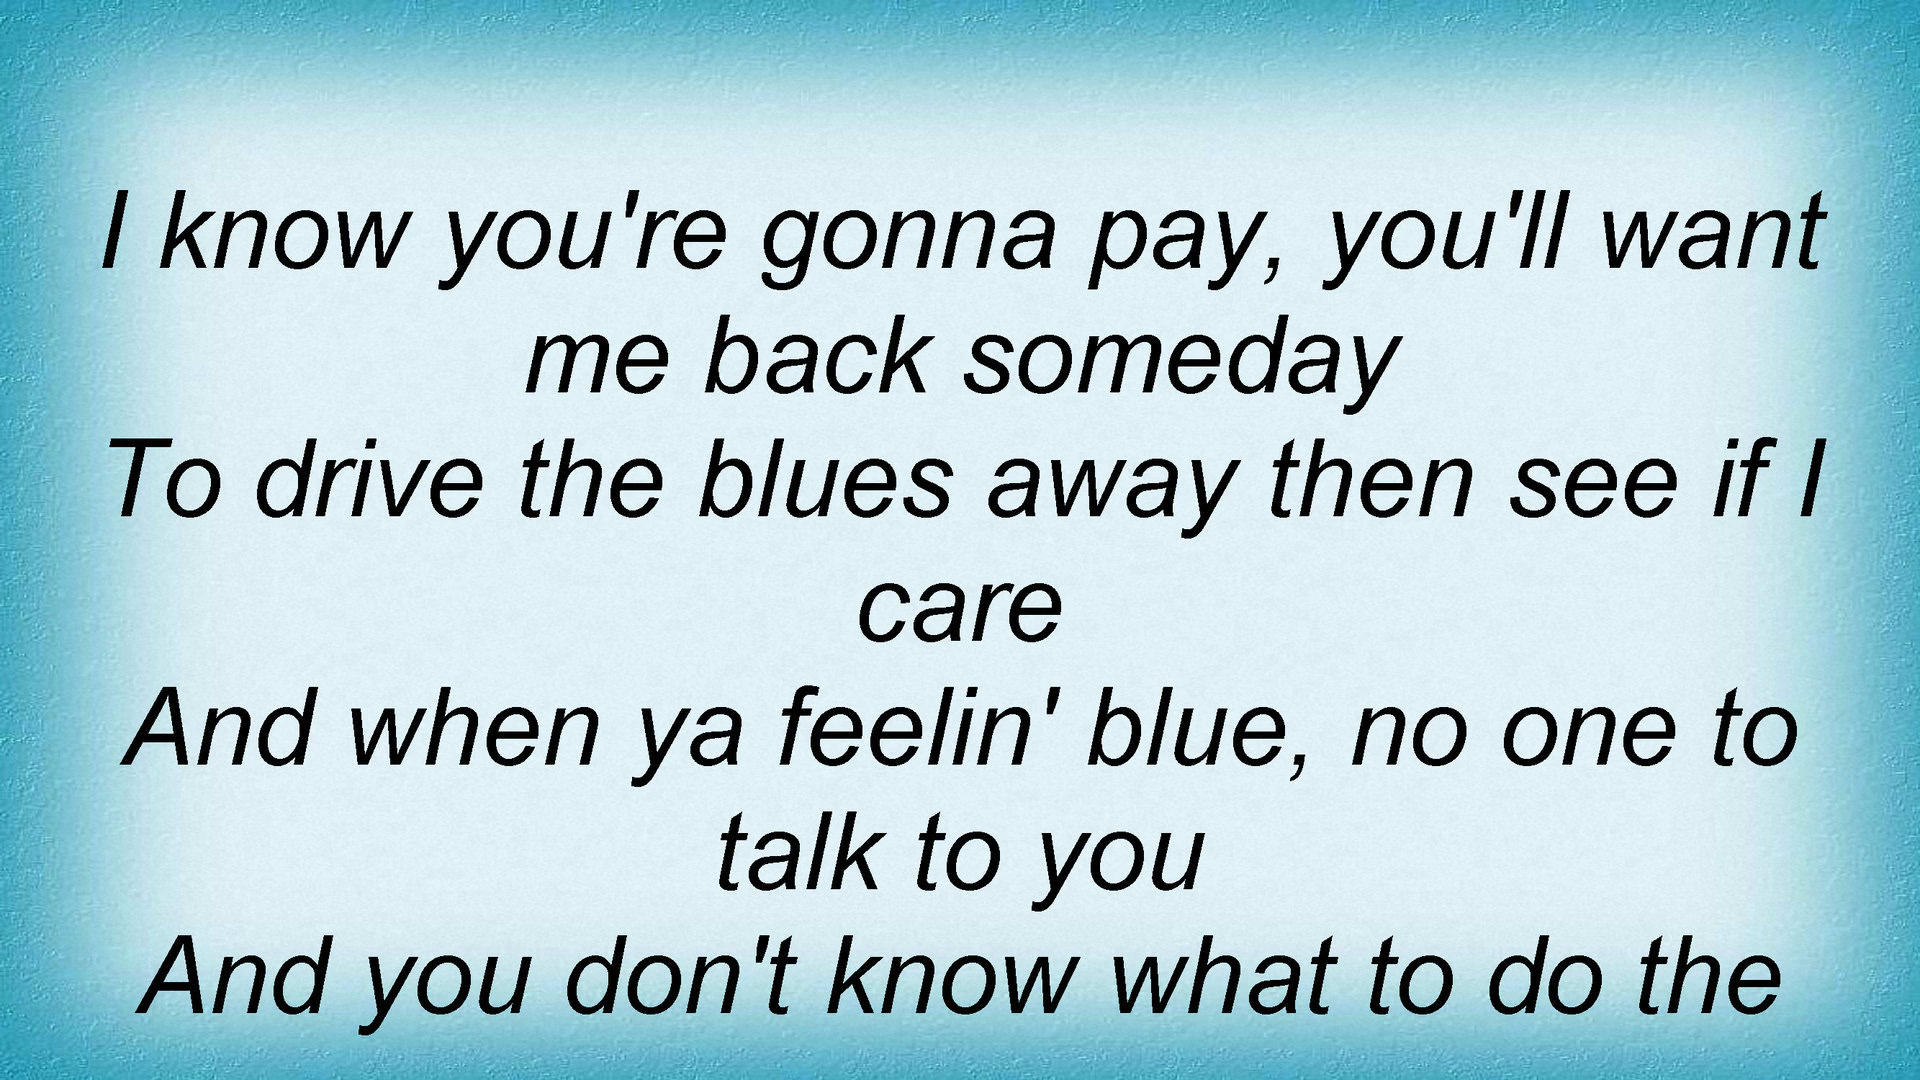 I know you're gonna pay, you'll want
me back someday
To drive the blues away then see if I
care
And when ya feelin' blue, no one to
talk to you
And you don't know what to do the